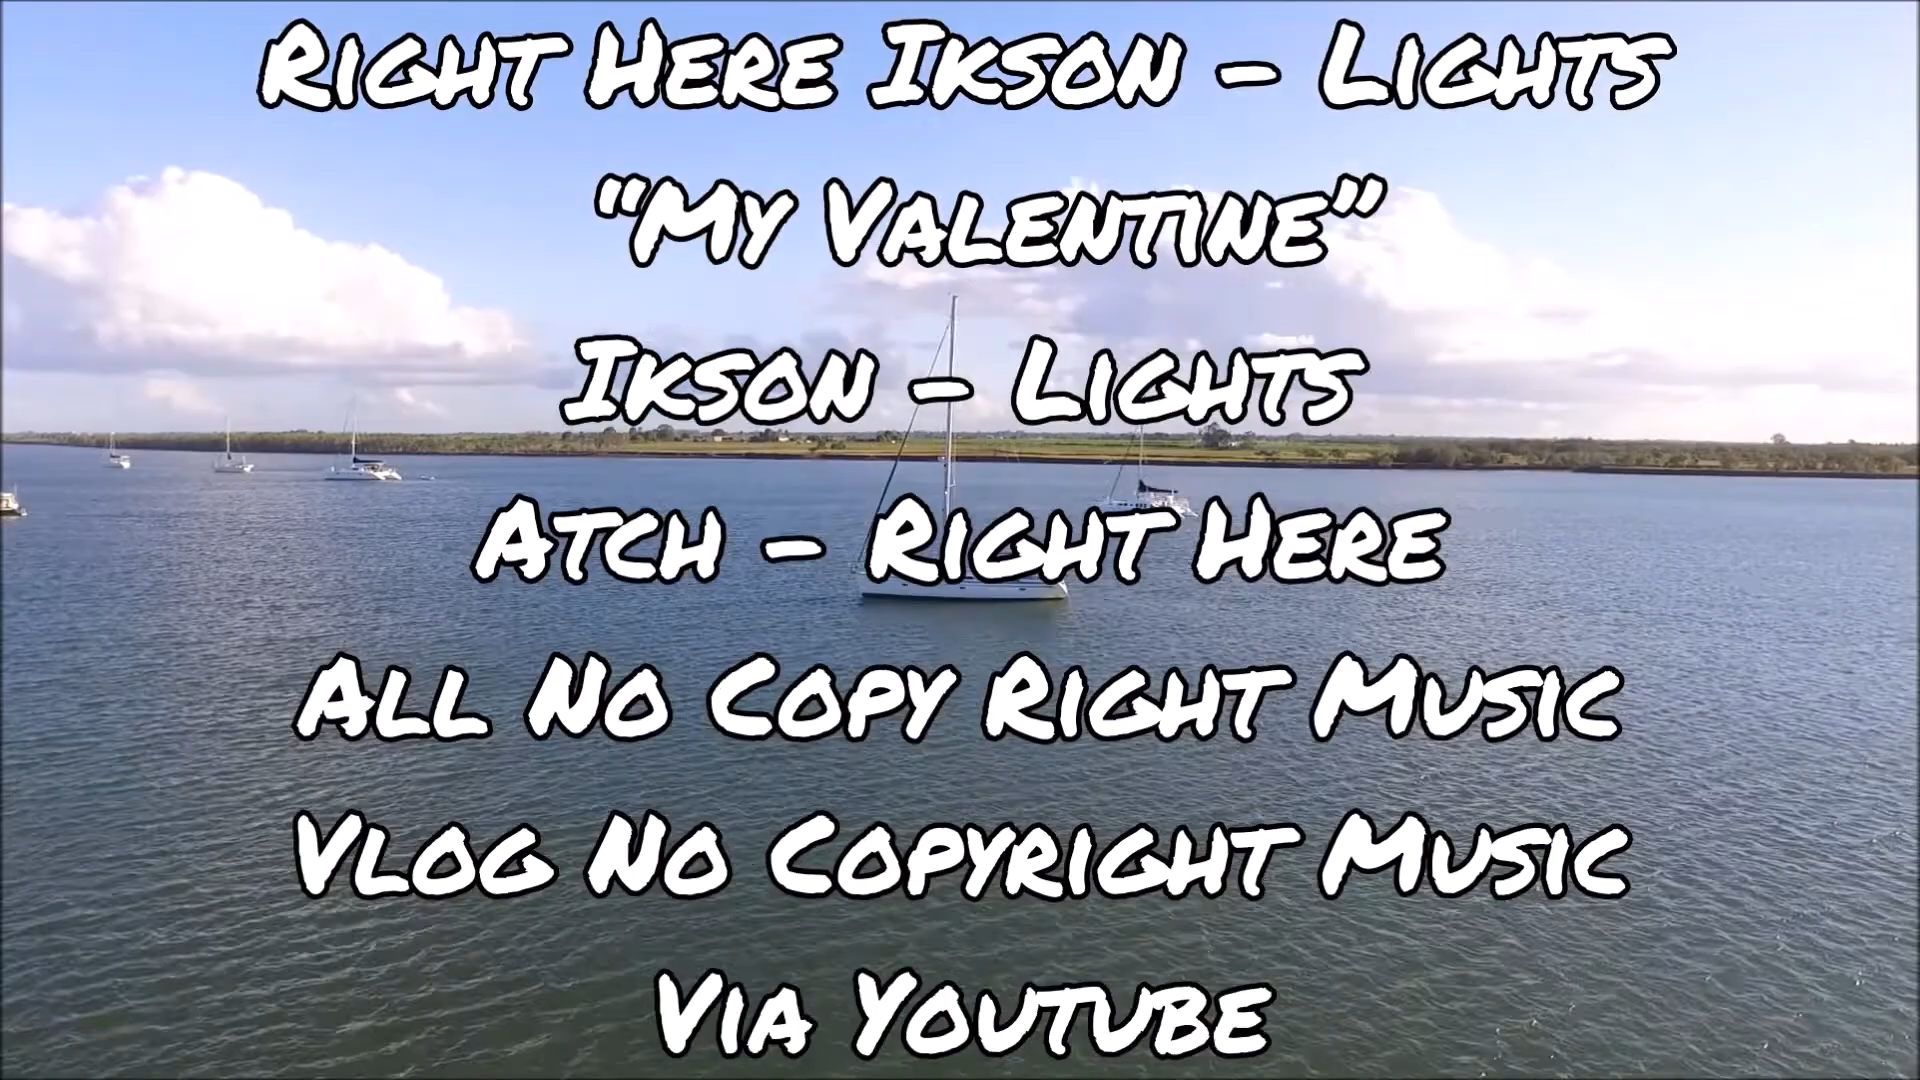 Right Here Ikson - Lights
“My Valentine”
Ikson - Lights
Atch - Right Here
All No Copy Right Music
Vlog No Copyright Music
Via Youtube